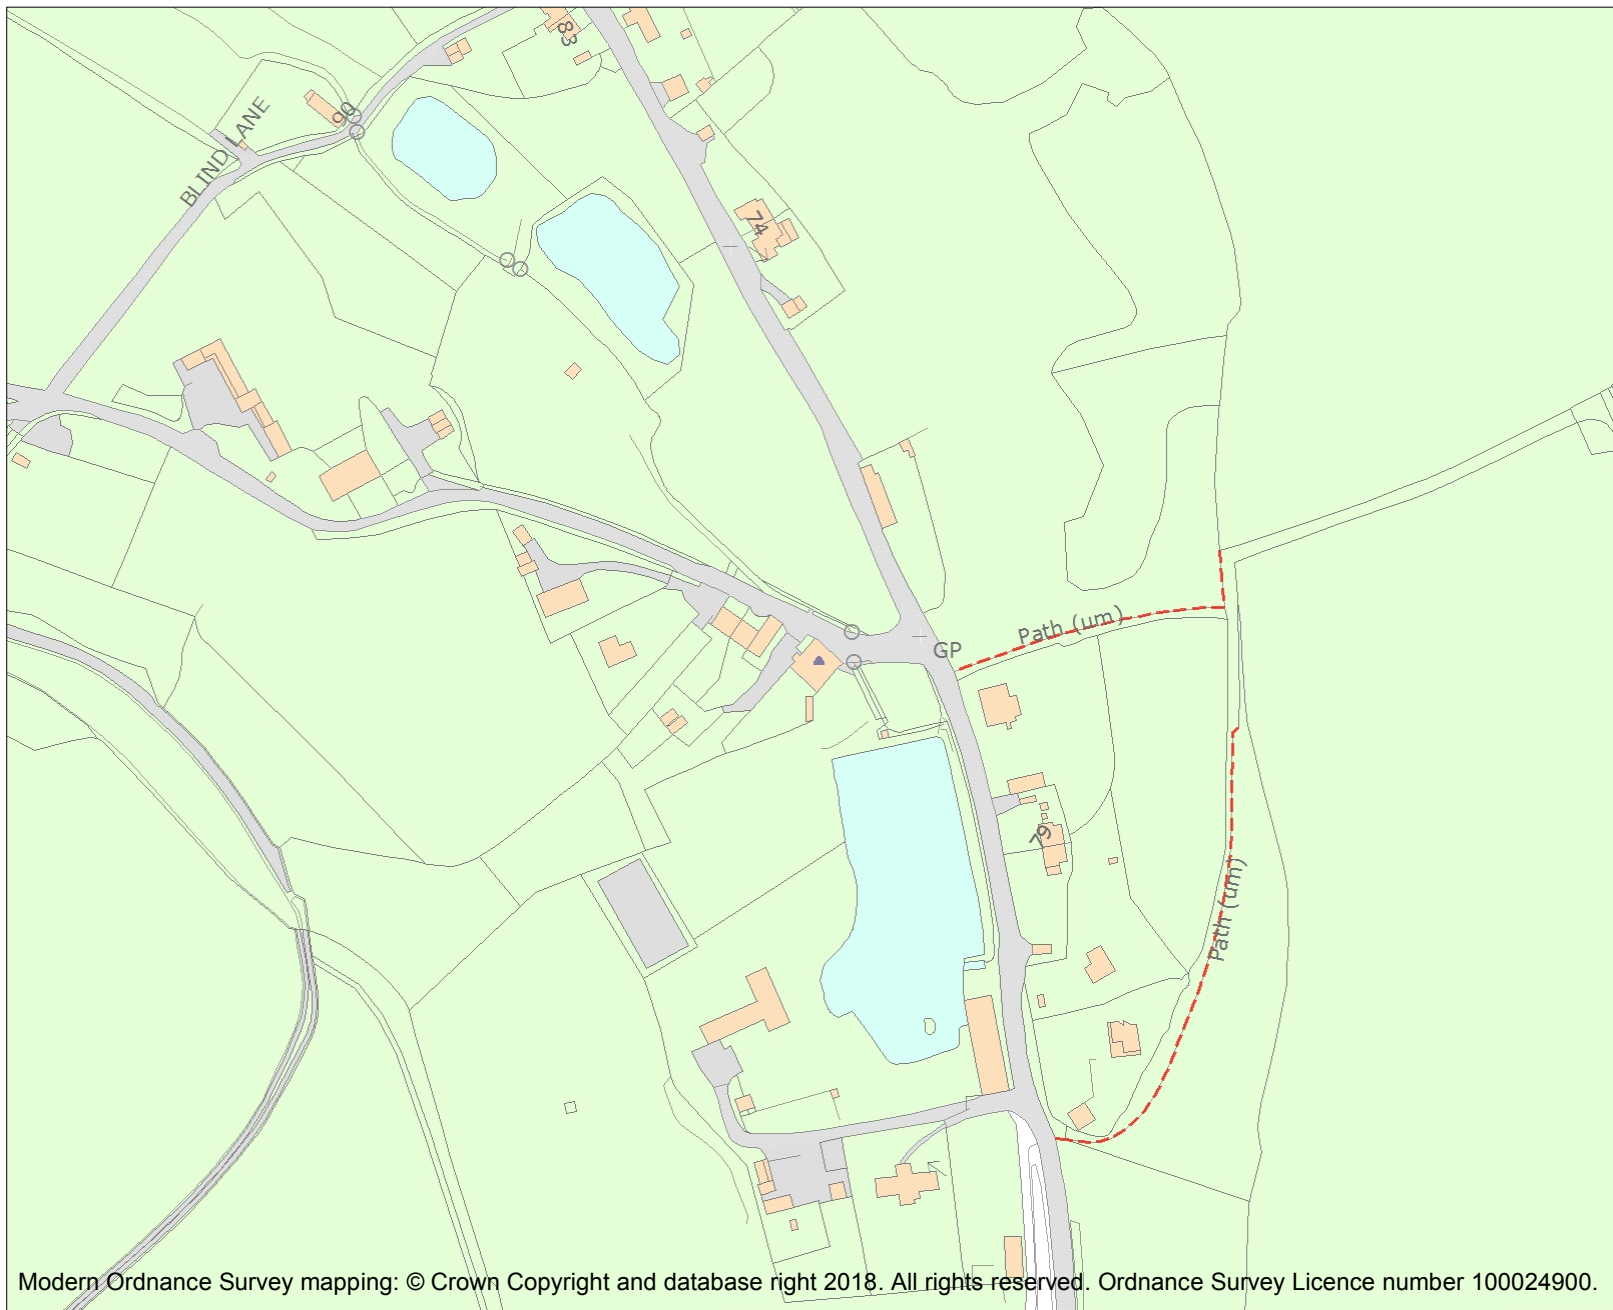 83
90
BLIND LANE
74
Path (um)
GP
79
Path (um)
Modern Ordnance Survey mapping: © Crown Copyright and database right 2018. All rights reserved. Ordnance Survey Licence number 100024900.